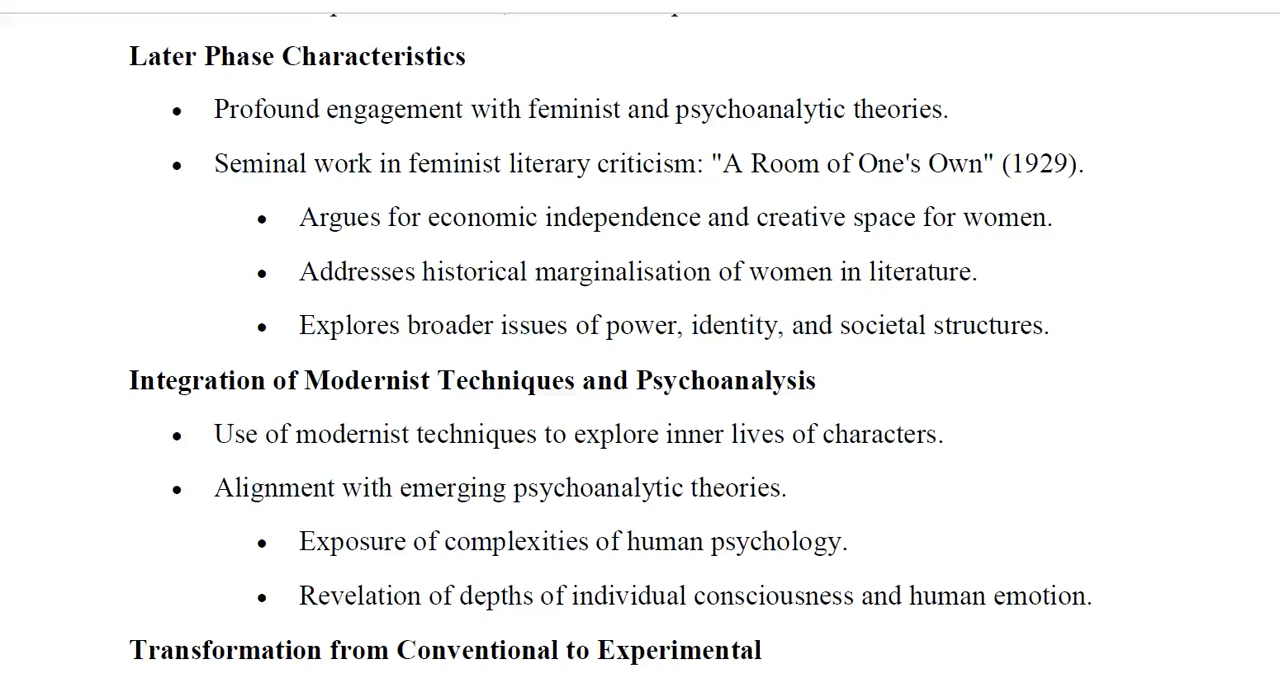 Later Phase Characteristics
• Profound engagement with feminist and psychoanalytic theories.
• Seminal work in feminist literary criticism: "A Room of One's Own" (1929).
• Argues for economic independence and creative space for women.
• Addresses historical marginalisation of women in literature.
• Explores broader issues of power, identity, and societal structures.
Integration of Modernist Techniques and Psychoanalysis
• Use of modernist techniques to explore inner lives of characters.
• Alignment with emerging psychoanalytic theories.
• Exposure of complexities of human psychology.
• Revelation of depths of individual consciousness and human emotion.
Transformation from Conventional to Experimental